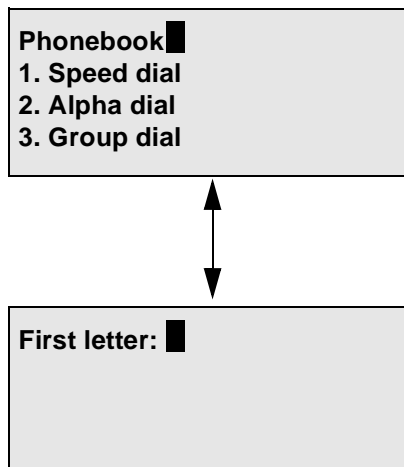 Phonebook
1. Speed dial
2. Alpha dial
3. Group dial
First letter: